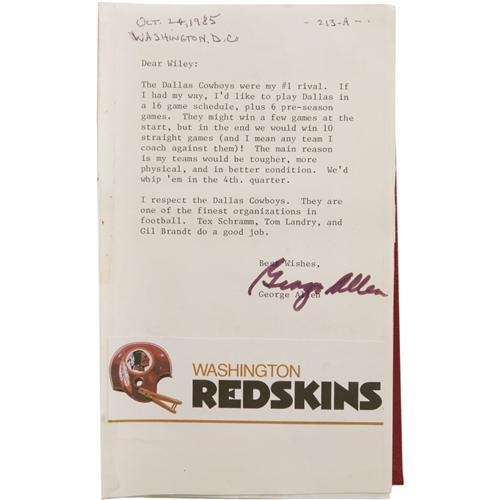 Oct. 24, 1985
- 213-A -
Washington, D.C
Dear Wiley:
The Dallas Cowboys were my #1 rival. If
I had my way, I'd like to play Dallas in
a 16 game schedule, plus 6 pre-season
games. They might win a few games at the
start, but in the end we would win 10
straight games (and I mean any team I
coach against them)! The main reason
is my teams would be tougher, more
physical, and in better condition. We'd
whip 'em in the 4th. quarter.
I respect the Dallas Cowboys. They are
one of the finest organizations in
football. Tex Schramm, Tom Landry, and
Gil Brandt do a good job.
Best Wishes,
George Allen
George Allen
WASHINGTON
REDSKINS